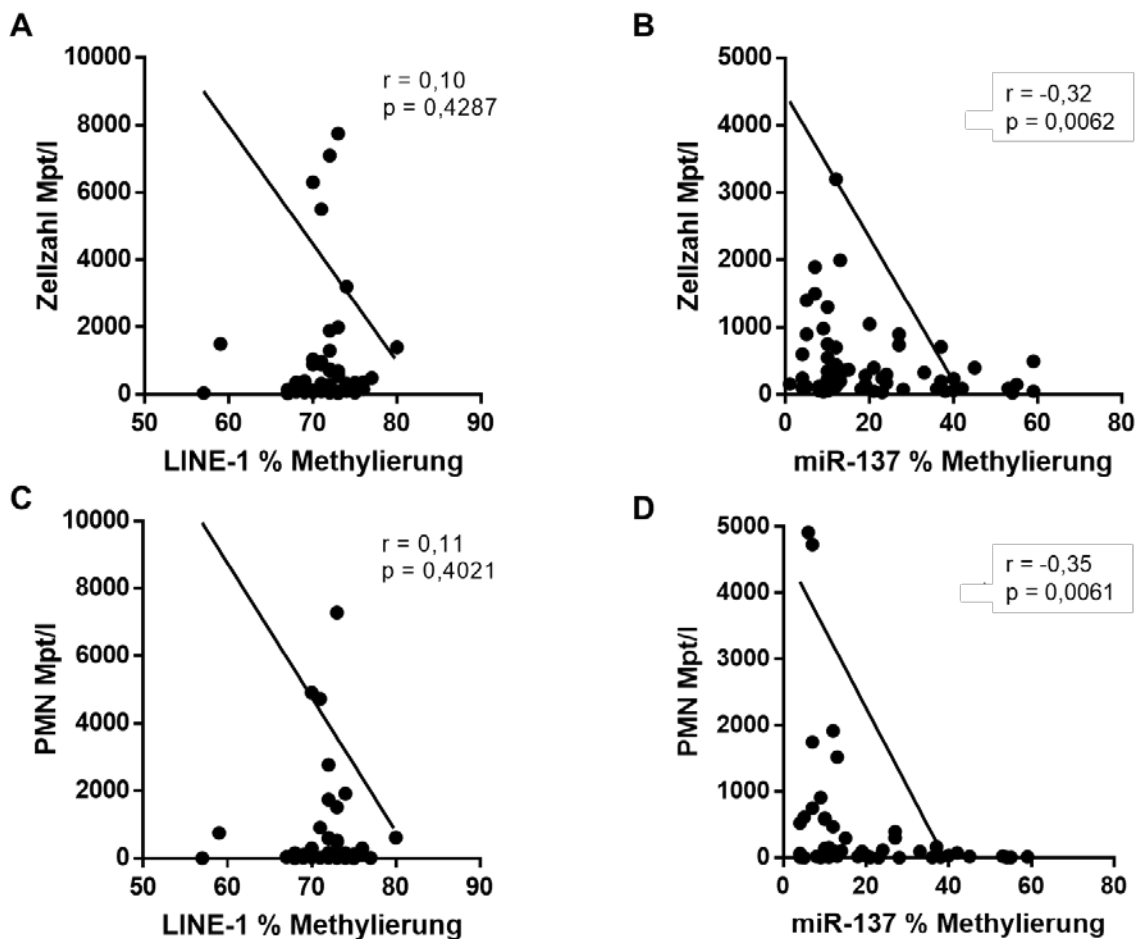 A
10000
8000
6000
4000
2000
0
Zellzahl Mpt/l
r = 0,10
p = 0,4287
50
60
70
80
90
LINE-1 % Methylierung
B
5000
4000
3000
2000
1000
0
Zellzahl Mpt/l
r = -0,32
p = 0,0062
0
20
40
60
80
miR-137 % Methylierung
C
10000
8000
6000
4000
2000
0
PMN Mpt/l
r = 0,11
p = 0,4021
50
60
70
80
90
LINE-1 % Methylierung
D
5000
4000
3000
2000
1000
0
PMN Mpt/l
r = -0,35
p = 0,0061
0
20
40
60
80
miR-137 % Methylierung